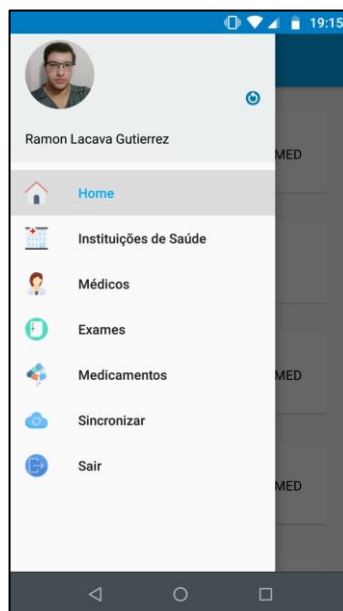 19:15
Ramon Lacava Gutierrez
MED
Home
Instituições de Saúde
Médicos
Exames
MED
Medicamentos
Sincronizar
Sair
MED